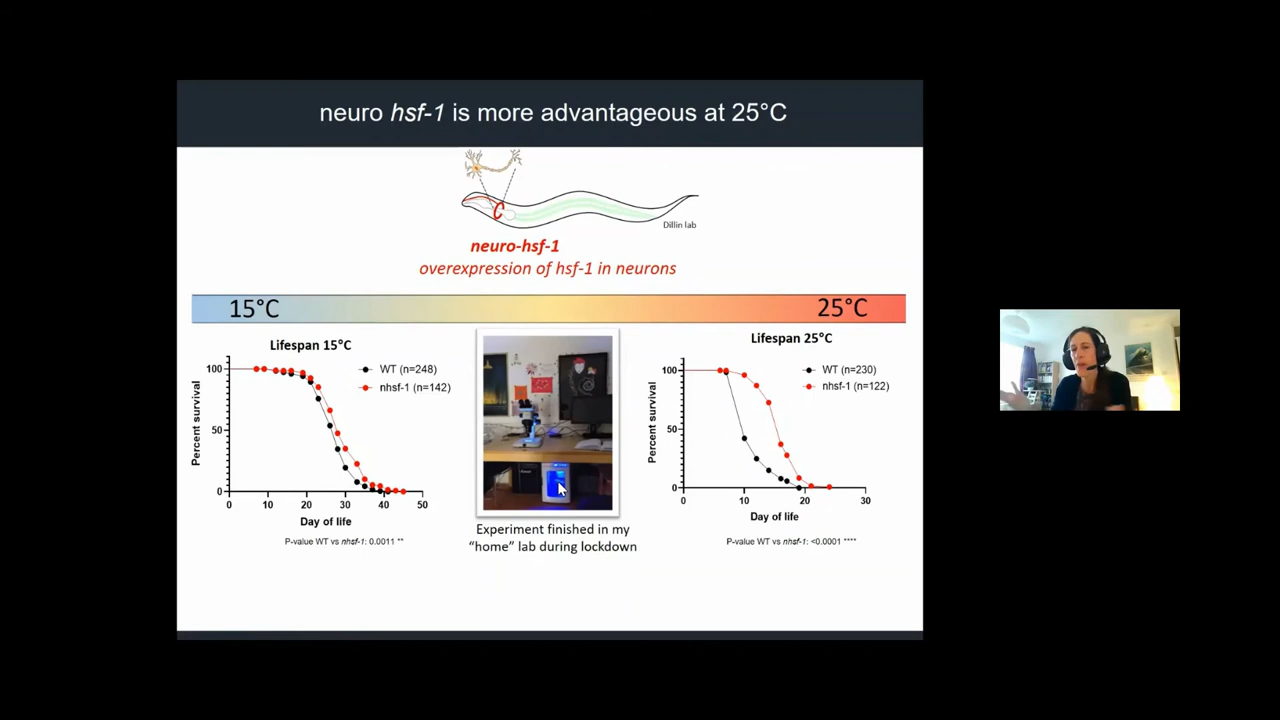 neuro hsf-1 is more advantageous at 25°C
Dillin lab
neuro-hsf-1
overexpression of hsf-1 in neurons
15°C
25°C
Lifespan 15°C
WT (n=248)
nhsf-1 (n=142)
Percent survival
100
50
0
0 10 20 30 40 50
Day of life
P-value WT vs nhsf-1: 0.0011 **
Experiment finished in my
“home” lab during lockdown
Lifespan 25°C
WT (n=230)
nhsf-1 (n=122)
Percent survival
100
50
0
0 10 20 30
Day of life
P-value WT vs nhsf-1: <0.0001 ****